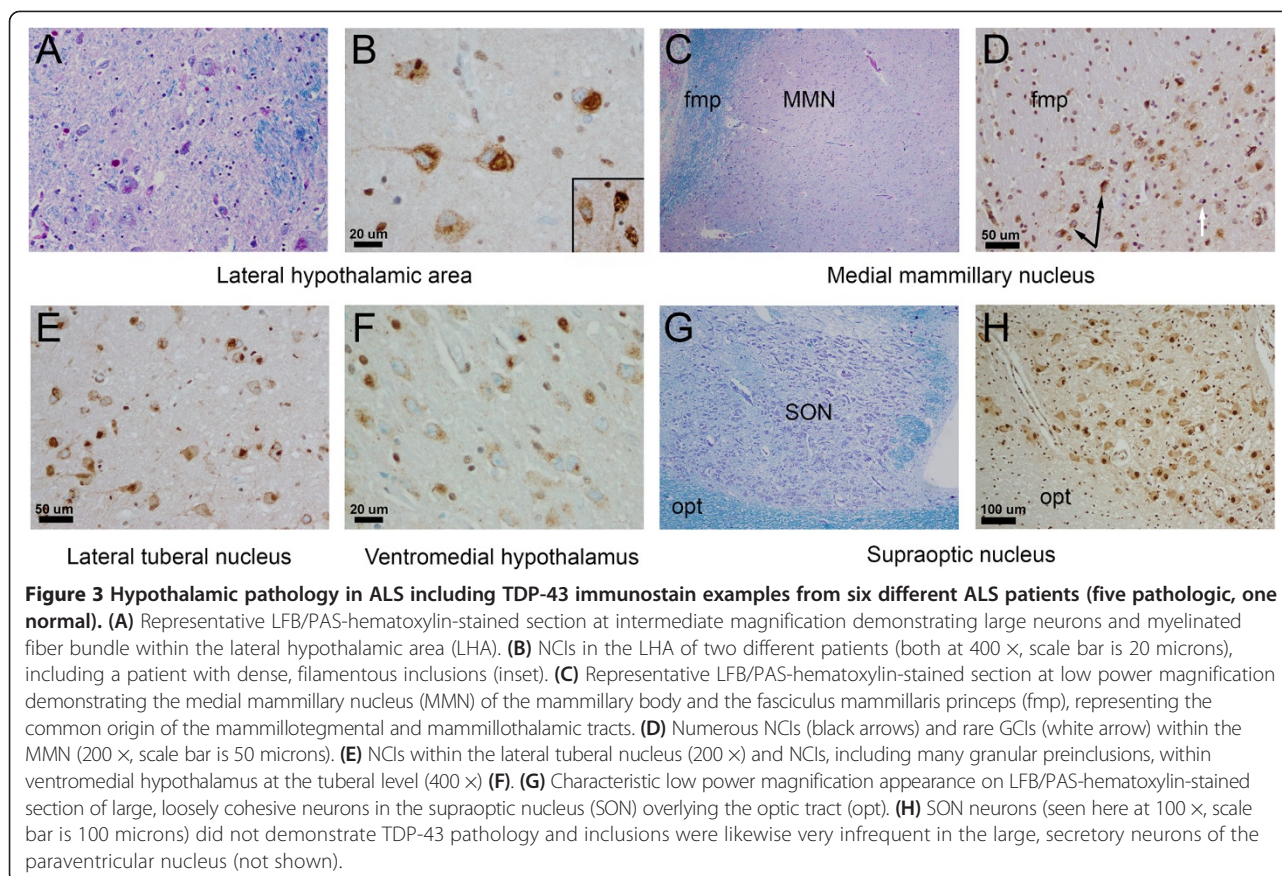 A B C D
fmp MMN fmp
20 um 50 um
Lateral hypothalamic area Medial mammillary nucleus
E F G H
SON
opt opt
50 um 20 um 100 um
Lateral tuberal nucleus Ventromedial hypothalamus Supraoptic nucleus
Figure 3 Hypothalamic pathology in ALS including TDP-43 immunostain examples from six different ALS patients (five pathologic, one
normal). (A) Representative LFB/PAS-hematoxylin-stained section at intermediate magnification demonstrating large neurons and myelinated
fiber bundle within the lateral hypothalamic area (LHA). (B) NCIs in the LHA of two different patients (both at 400 ×, scale bar is 20 microns),
including a patient with dense, filamentous inclusions (inset). (C) Representative LFB/PAS-hematoxylin-stained section at low power magnification
demonstrating the medial mammillary nucleus (MMN) of the mammillary body and the fasciculus mammillaris princeps (fmp), representing the
common origin of the mammillotegmental and mammillothalamic tracts. (D) Numerous NCIs (black arrows) and rare GCIs (white arrow) within the
MMN (200 ×, scale bar is 50 microns). (E) NCIs within the lateral tuberal nucleus (200 ×) and NCIs, including many granular preinclusions, within
ventromedial hypothalamus at the tuberal level (400 ×) (F). (G) Characteristic low power magnification appearance on LFB/PAS-hematoxylin-stained
section of large, loosely cohesive neurons in the supraoptic nucleus (SON) overlying the optic tract (opt). (H) SON neurons (seen here at 100 ×, scale
bar is 100 microns) did not demonstrate TDP-43 pathology and inclusions were likewise very infrequent in the large, secretory neurons of the
paraventricular nucleus (not shown).